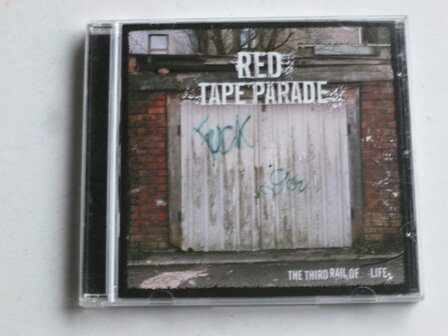 RED
TAPE PARADE
FUCK
THE THIRD RAIL OF LIFE